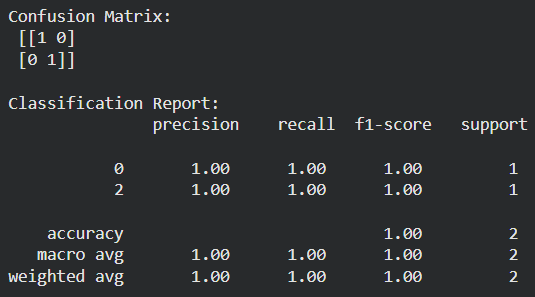 Confusion Matrix:
[[1 0]
[0 1]]
Classification Report:
precision recall f1-score support
0 1.00 1.00 1.00 1
2 1.00 1.00 1.00 1
accuracy 1.00 2
macro avg 1.00 1.00 1.00 2
weighted avg 1.00 1.00 1.00 2